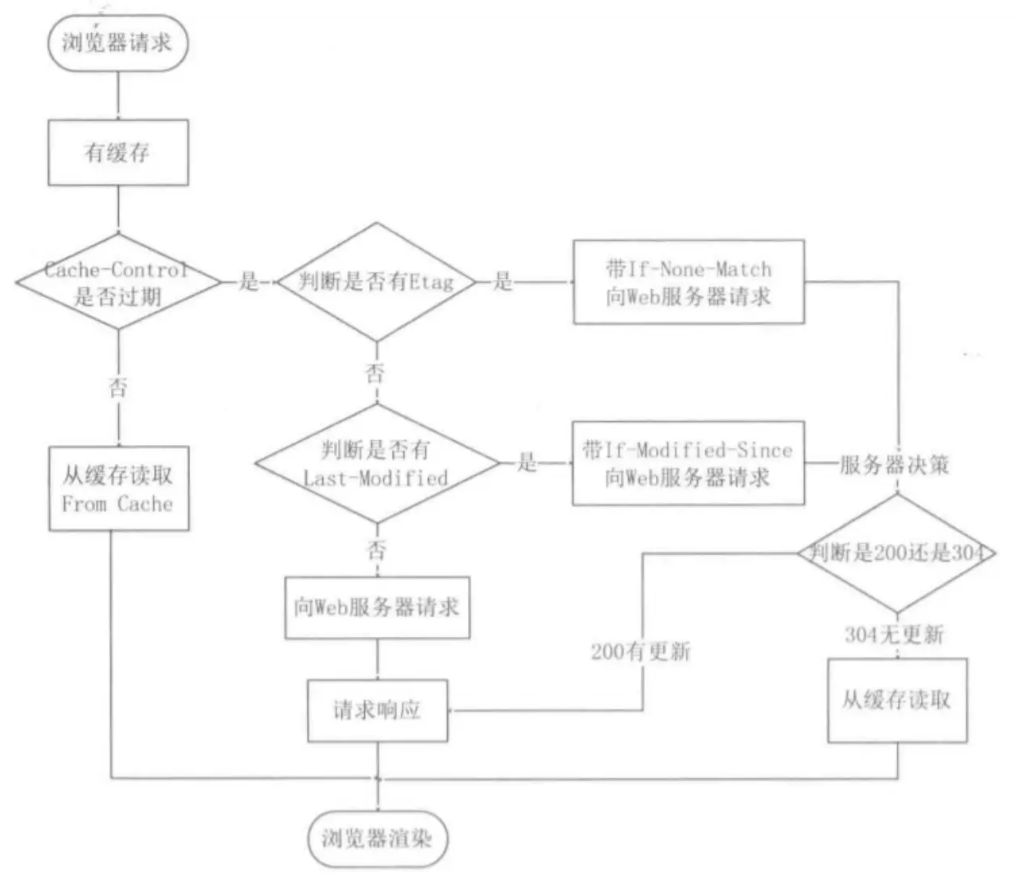 浏览器请求
有缓存
Cache-Control
是否过期
是
判断是否有Etag
是
带If-None-Match
向Web服务器请求
否
否
从缓存读取
From Cache
判断是否有
Last-Modified
是
带If-Modified-Since
向Web服务器请求
服务器决策
判断是200还是304
否
向Web服务器请求
200有更新
304无更新
从缓存读取
请求响应
浏览器渲染